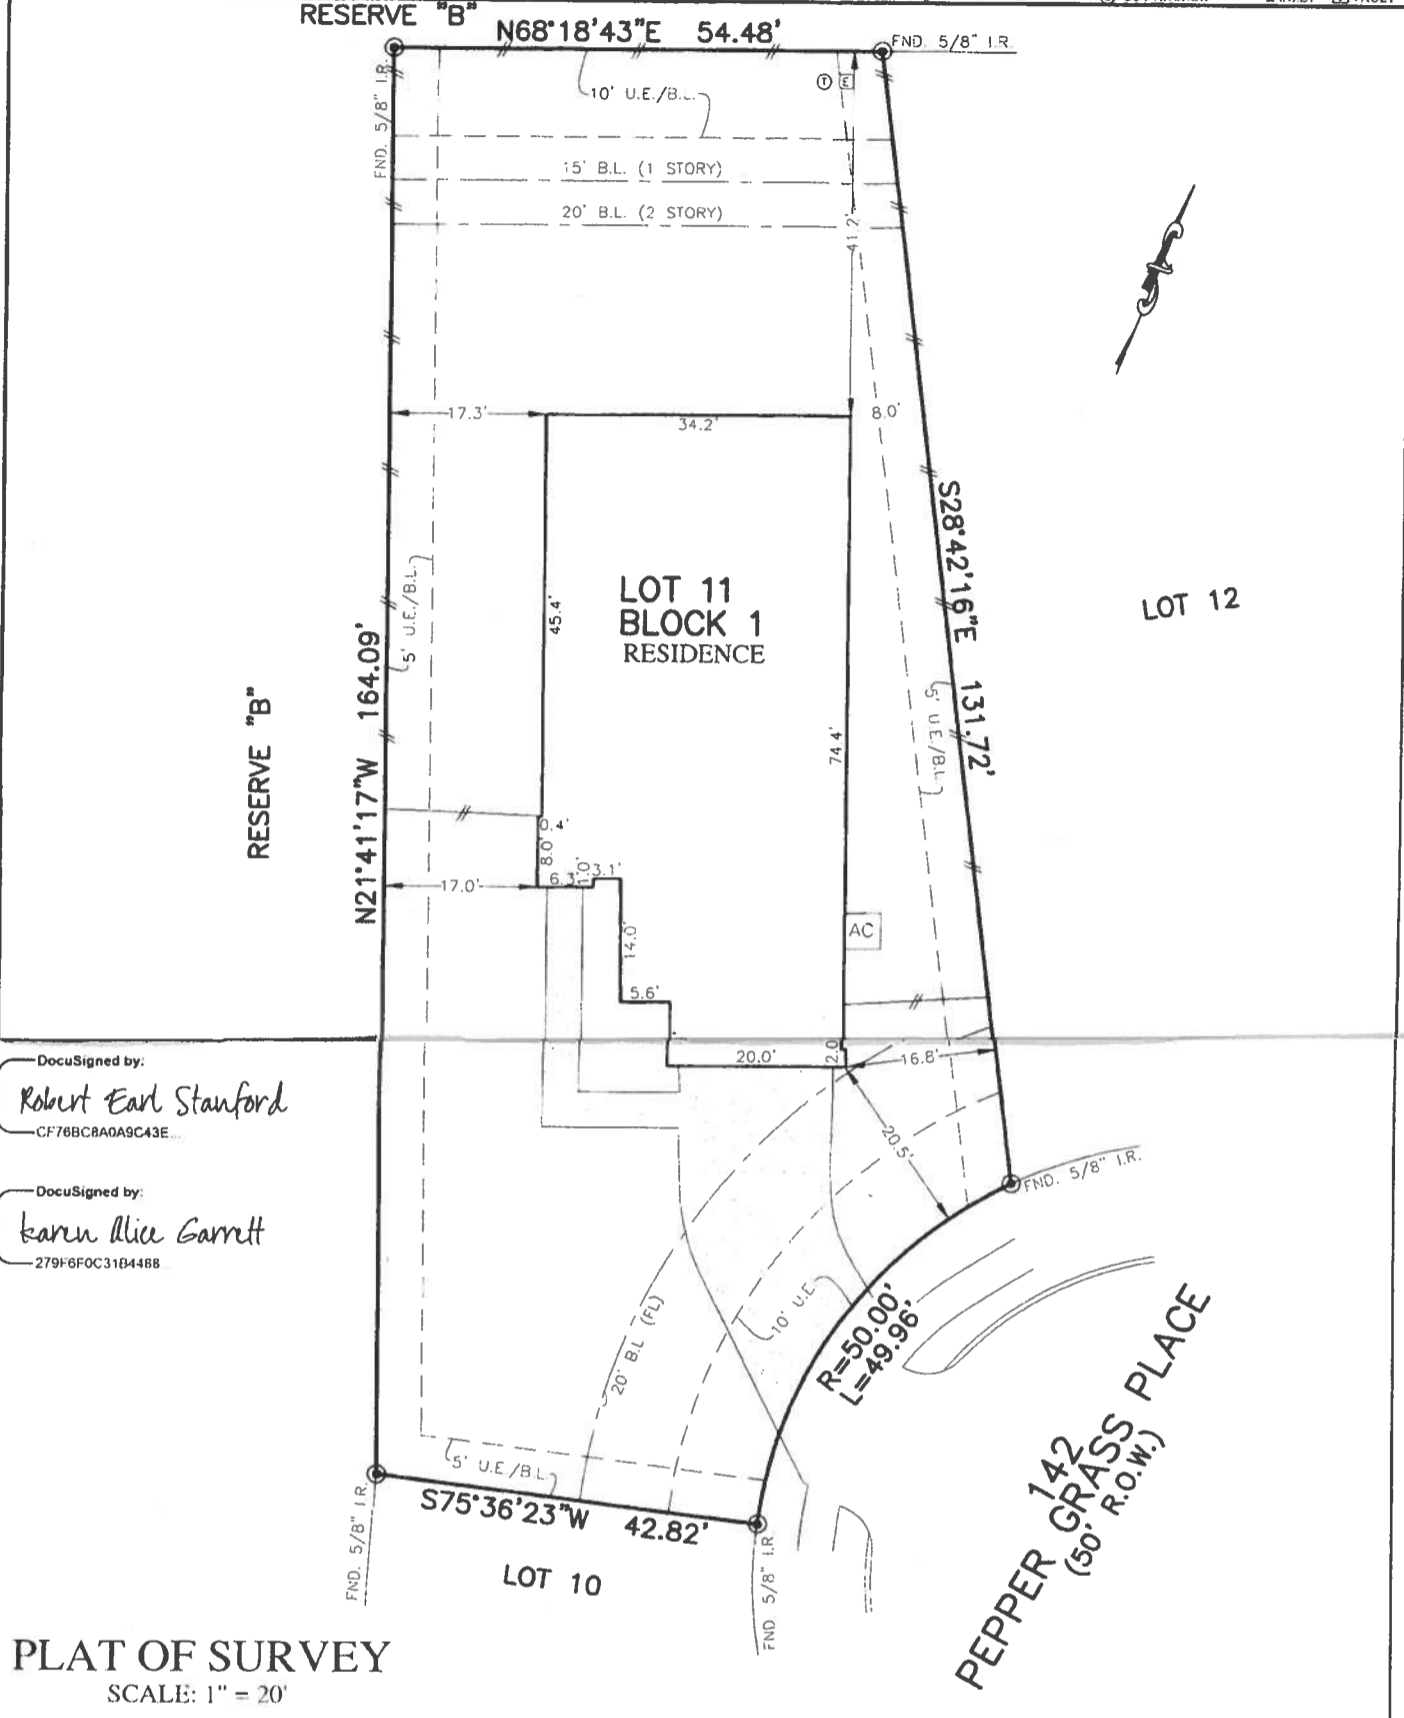 RESERVE "B"
N68°18'43"E 54.48'
FND. 5/8" I.R.
FND. 5/8" I.R.
T E
10' U.E./B.L.
15' B.L. (1 STORY)
20' B.L. (2 STORY)
41.2'
17.3'
34.2'
8.0'
S28°42'16"E 131.72'
LOT 12
5' U.E./B.L.
45.4'
LOT 11
BLOCK 1
RESIDENCE
N21°41'17"W 164.09'
RESERVE "B"
74.4'
5' U.E./B.L.
0.4'
8.0'
6.3'
1.0'
3.1'
17.0'
14.0'
AC
5.6'
20.0'
2.0'
16.8'
20.5'
DocuSigned by:
Robert Earl Stanford
CF76BC8A0A9C43E...
DocuSigned by:
Karen Alice Garrett
FND. 5/8" I.R.
10' U.E.
20' B.L (FL)
R=50.00'
L=49.96'
5' U.E./B.L.
S75°36'23"W 42.82'
FND. 5/8" I.R.
FND 5/8" I.R
LOT 10
142
PEPPER GRASS PLACE
(50' R.O.W.)
PLAT OF SURVEY
SCALE: 1" = 20'